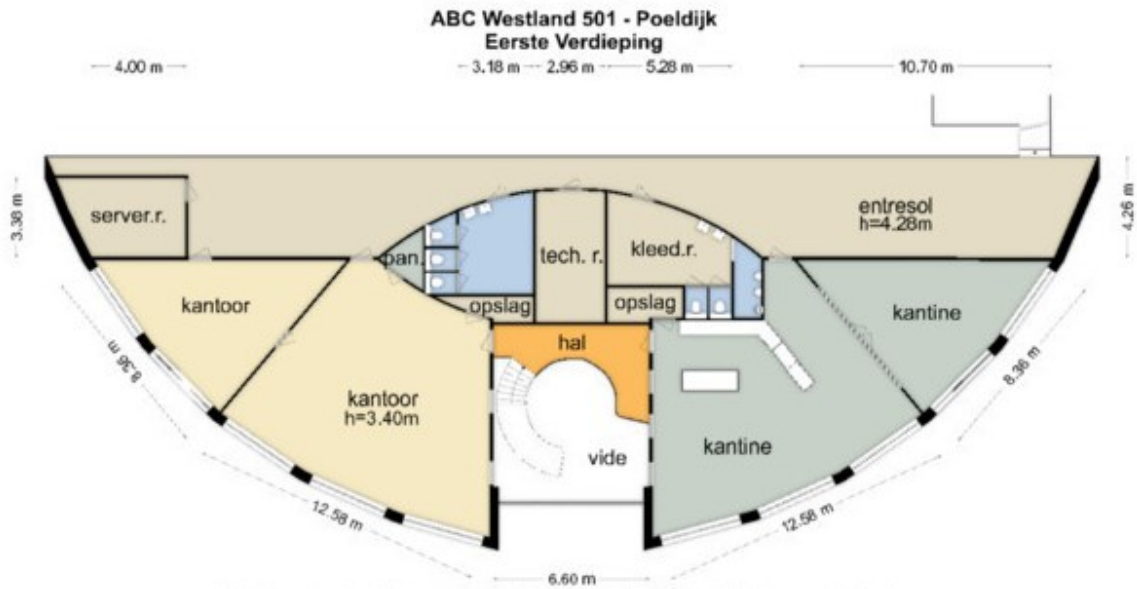 ABC Westland 501 - Poeldijk
Eerste Verdieping
4.00 m
3.18 m
2.96 m
5.28 m
10.70 m
3.38 m
server.r.
entresol
h=4.28m
4.26 m
pan.
tech. r.
kleed.r.
kantoor
opslag
opslag
kantine
hal
8.36 m
8.36 m
kantoor
h=3.40m
kantine
vide
12.58 m
12.58 m
6.60 m